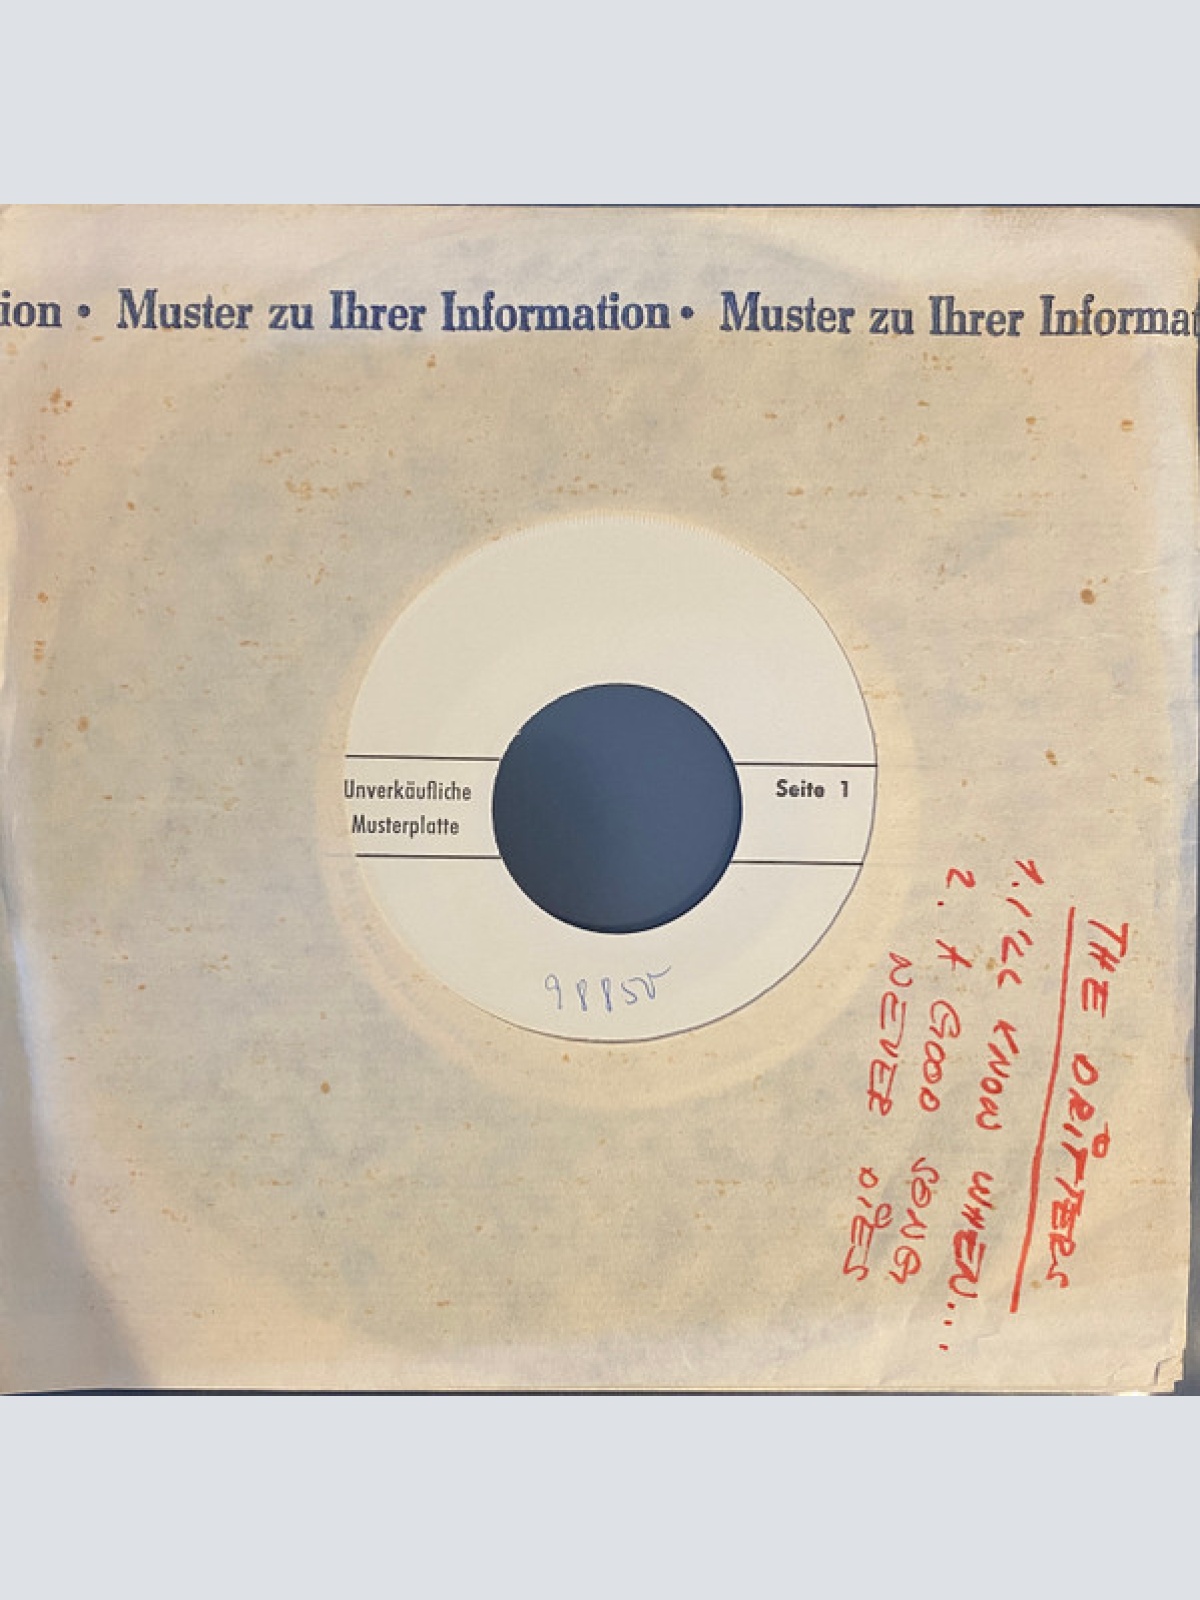 ion • Muster zu Ihrer Information • Muster zu Ihrer Informat
Unverkäufliche
Musterplatte
Seite 1
98850
THE DRIFTERS
1. I'LL KNOW WHEN...
2. A GOOD SONG
NEVER DIES